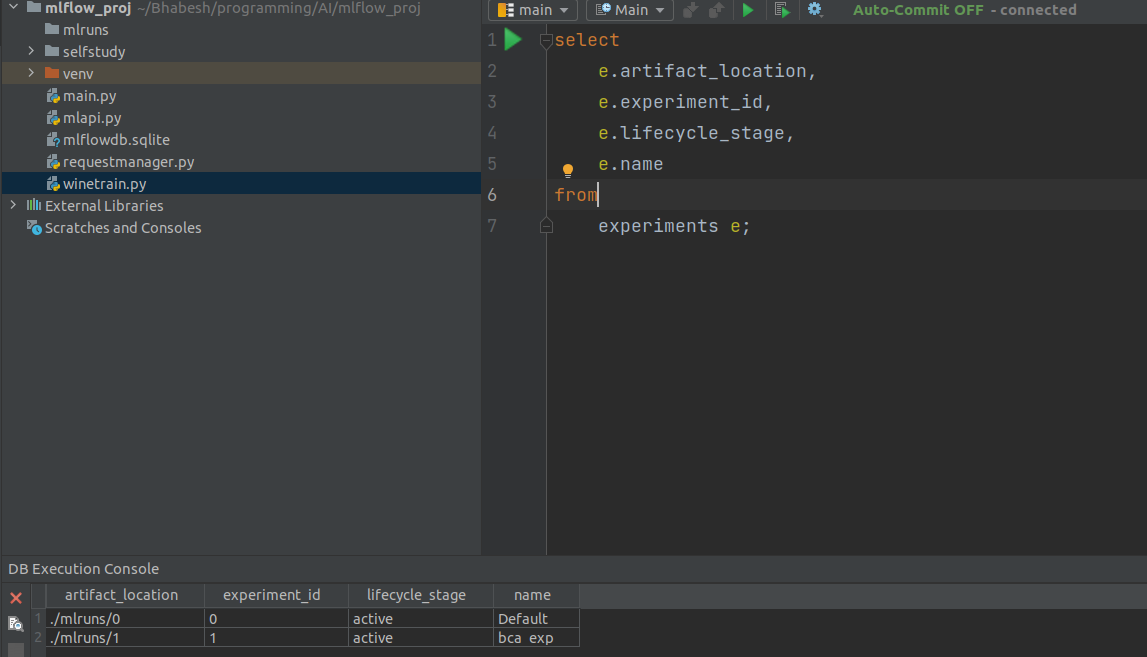 mlflow_proj ~/Bhabesh/programming/AI/mlflow_proj
mlruns
selfstudy
venv
main.py
mlapi.py
mlflowdb.sqlite
requestmanager.py
winetrain.py
External Libraries
Scratches and Consoles
main Main Auto-Commit OFF - connected
1 select
2 e.artifact_location,
3 e.experiment_id,
4 e.lifecycle_stage,
5 e.name
6 from
7 experiments e;
DB Execution Console
artifact_location experiment_id lifecycle_stage name
1 ./mlruns/0 0 active Default
2 ./mlruns/1 1 active bca_exp